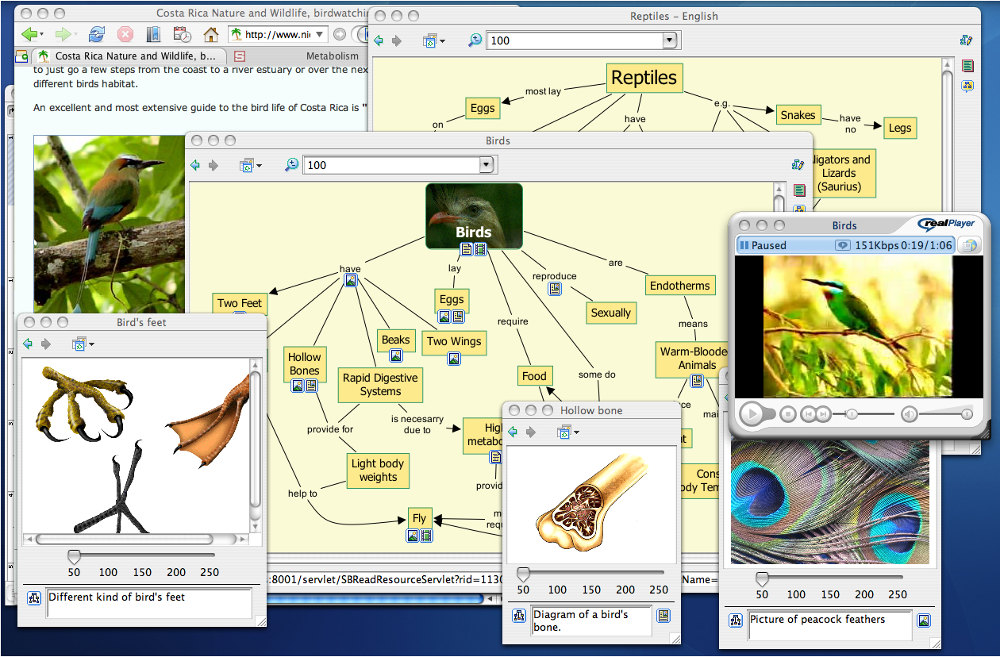 Costa Rica Nature and Wildlife, birdwatchin
http://www.ni
Costa Rica Nature and Wildlife, b...
Metabolism
to just go a few steps from the coast to a river estuary or over the nex
different birds habitat.
An excellent and most extensive guide to the bird life of Costa Rica is "
Reptiles – English
100
Reptiles
most lay
Eggs
on
have
e.g.
Snakes
have
no
Legs
lligators and
Lizards
(Saurius)
Birds
100
Birds
have
Two Feet
lay
Eggs
reproduce
Sexually
are
Endotherms
means
Warm-Bloode
Animals
Hollow
Bones
Beaks
Two Wings
require
Food
some do
Rapid Digestive
Systems
provide for
is necesarry
due to
High
metabo
provid
Light body
weights
help to
Fly
m
requ
ce
mai
at
Cons
ody Tem
s:8001/servlet/SBReadResourceServlet?rid=1130
Name=
Birds
realPlayer
Paused
151Kbps 0:19/1:06
Bird's feet
50 100 150 200 250
Different kind of bird's feet
Hollow bone
50 100 150 200 250
Diagram of a bird's
bone.
50 100 150 200 250
Picture of peacock feathers